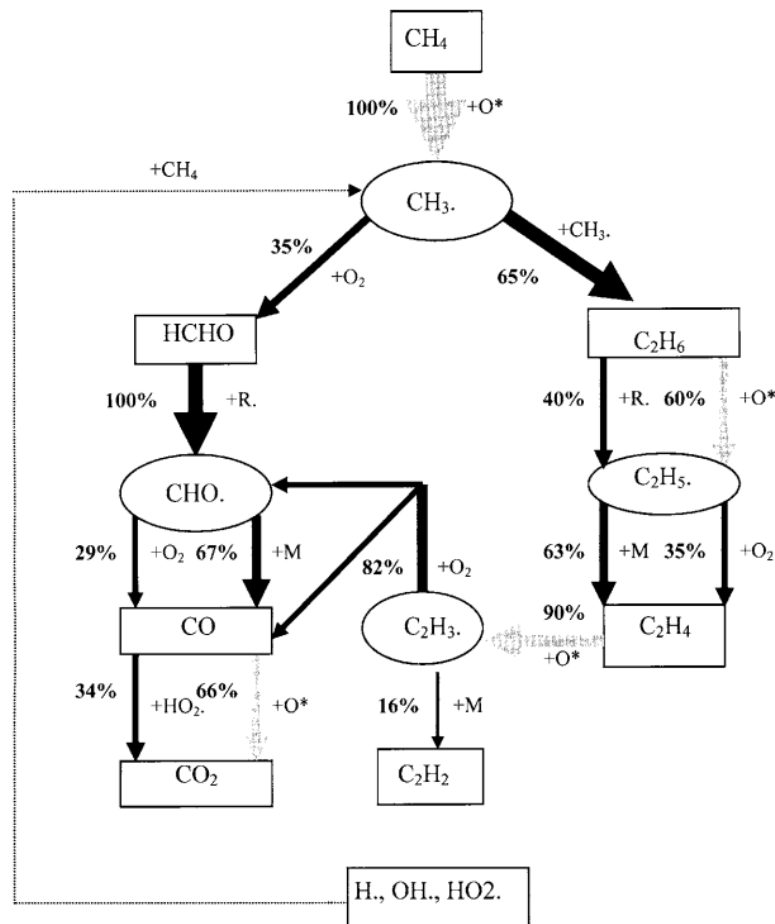 CH₄
100% +O*
+CH₄
CH₃.
35% +O₂
+CH₃.
65%
HCHO
C₂H₆
100% +R.
40% +R. 60% +O*
CHO.
C₂H₅.
29% +O₂ 67% +M
82% +O₂
63% +M 35% +O₂
CO
C₂H₃.
90%
+O*
C₂H₄
34% +HO₂. 66% +O*
16% +M
CO₂
C₂H₂
H., OH., HO2.